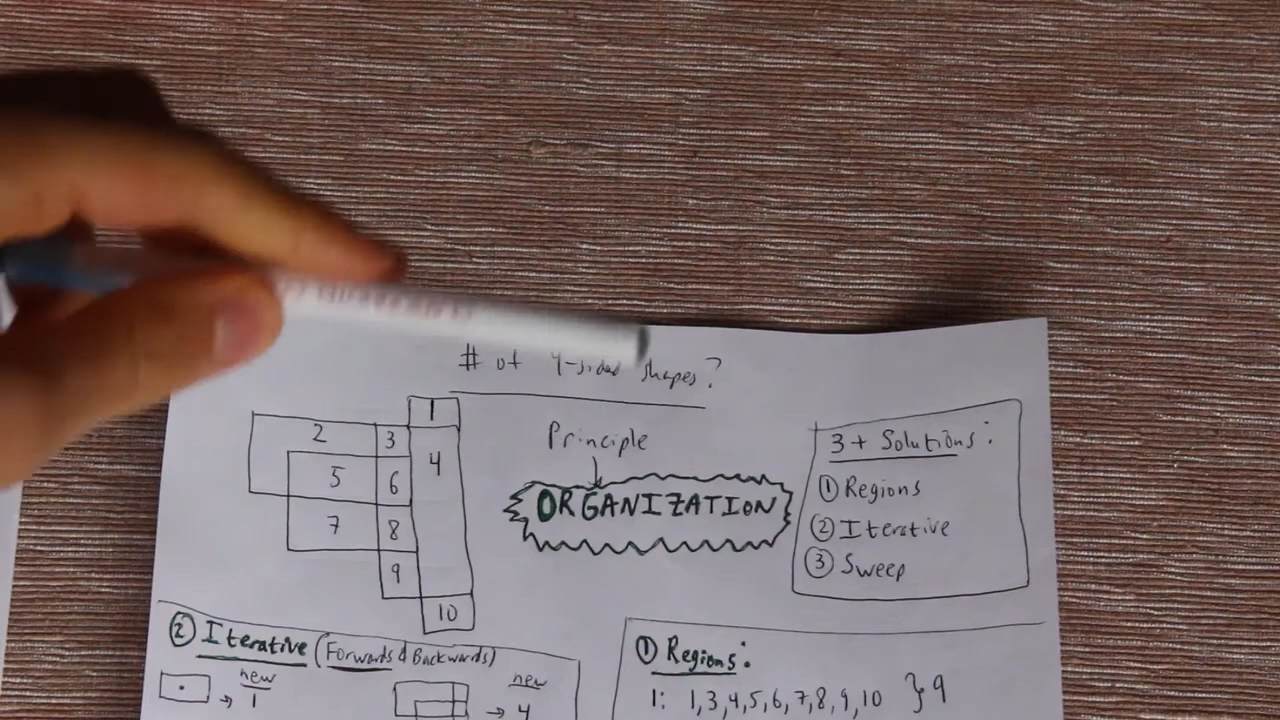 # of 4-sided shapes?
1
2 3
4
5 6
7 8
9
10
Principle
ORGANIZATION
3 + Solutions:
① Regions
② Iterative
③ Sweep
② Iterative (Forwards & Backwards)
new new
→ 1 → 4
① Regions:
1: 1,3,4,5,6,7,8,9,10 } 9